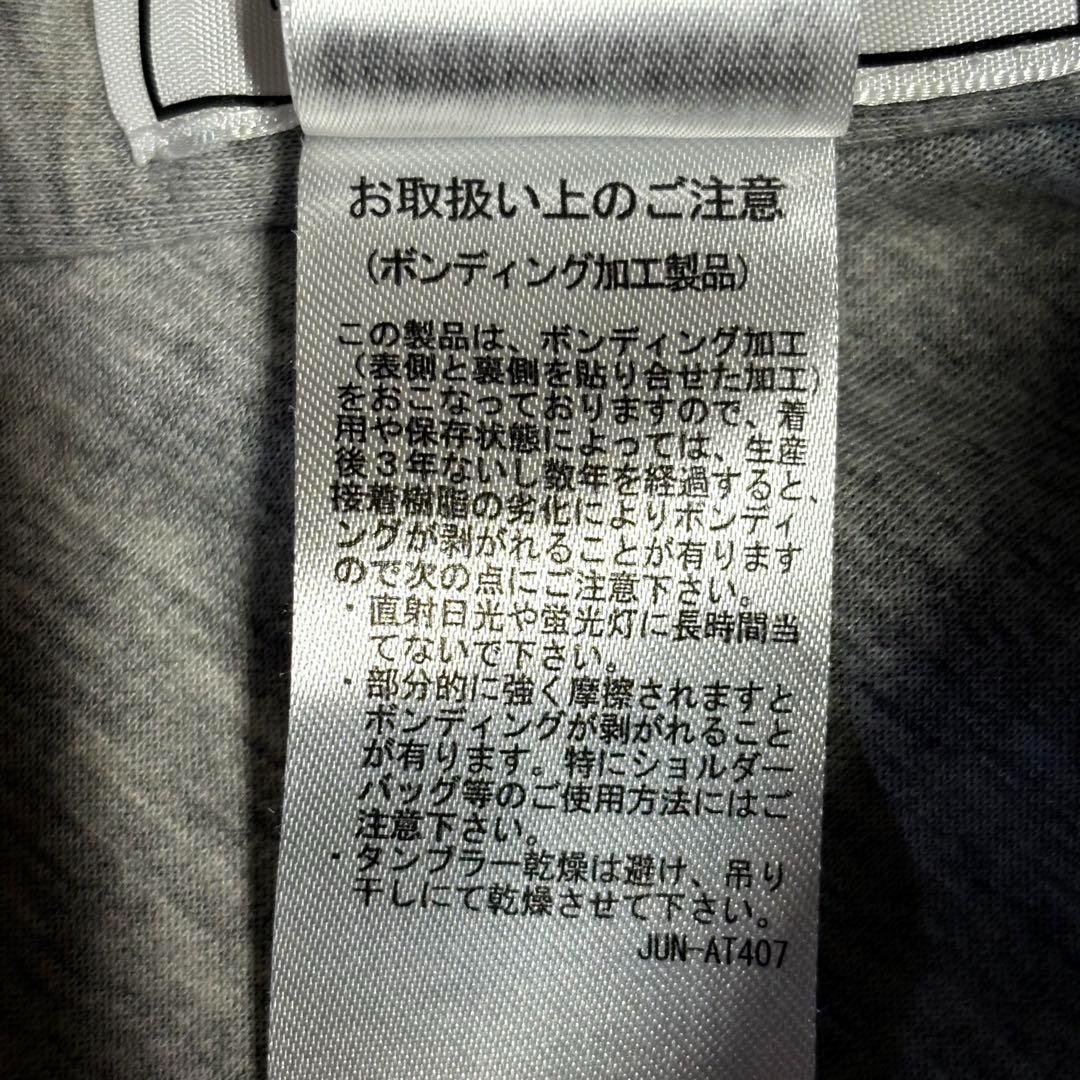 お取扱い上のご注意
(ボンディング加工製品)
この製品は、ボンディング加工
(表側と裏側を貼り合せた加工)
をおこなっておりますので、着
用や保存状態によっては、生産
後3年ないし数年を経過すると、
接着樹脂の劣化によりボンディ
ングが剥がれることが有ります
ので次の点にご注意下さい。
・直射日光や蛍光灯に長時間当
てないで下さい。
・部分的に強く摩擦されますと
ボンディングが剥がれること
が有ります。特にショルダー
バッグ等のご使用方法にはご
注意下さい。
・タンブラー乾燥は避け、吊り
干しにて乾燥させて下さい。
JUN-AT407